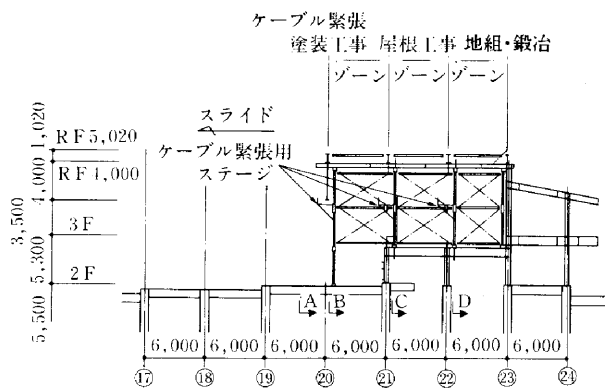 ケーブル緊張
塗装工事 屋根工事 地組・鍛冶
ゾーン ゾーン ゾーン
スライド
ケーブル緊張用
ステージ
RF5,020
RF4,000
3F
2F
1,020
4,000
3,500
5,300
5,500
A B C D
6,000 6,000 6,000 6,000 6,000 6,000 6,000
⑰ ⑱ ⑲ ⑳ ㉑ ㉒ ㉓ ㉔